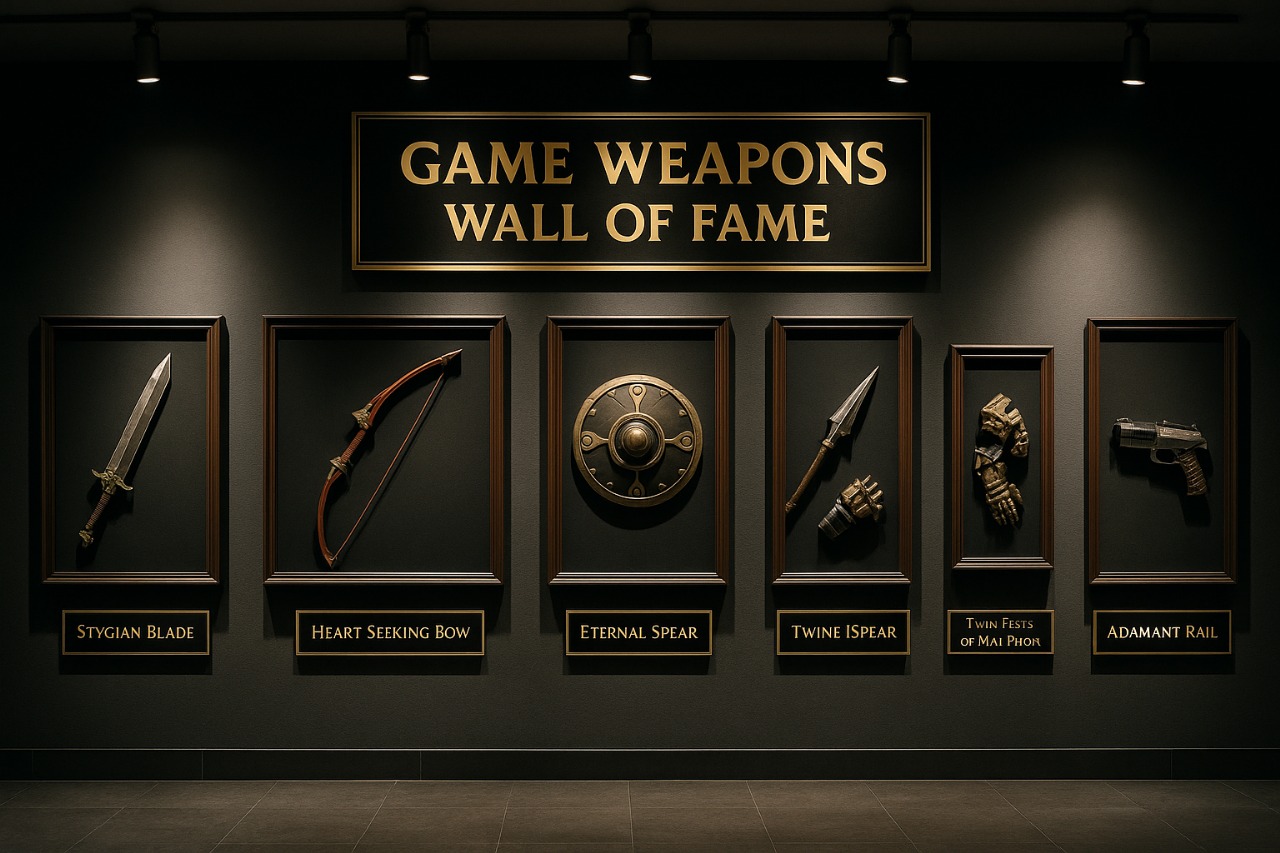 GAME WEAPONS
WALL OF FAME
STYGIAN BLADE
HEART SEEKING BOW
ETERNAL SPEAR
TWINE ISPEAR
TWIN FESTS
OF MAI PHOR
ADAMANT RAIL